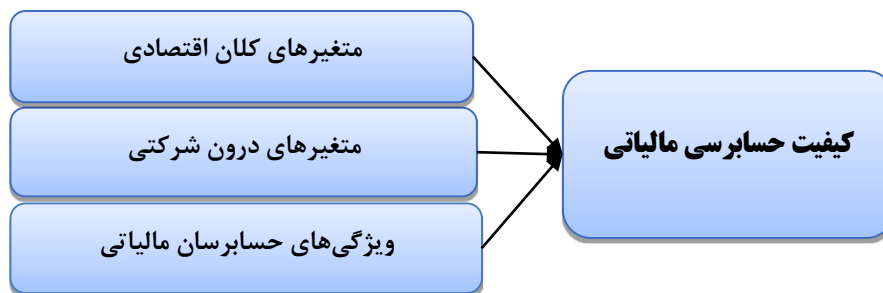 متغیرهای کلان اقتصادی
متغیرهای درون شرکتی
ویژگی‌های حسابرسان مالیاتی
کیفیت حسابرسی مالیاتی